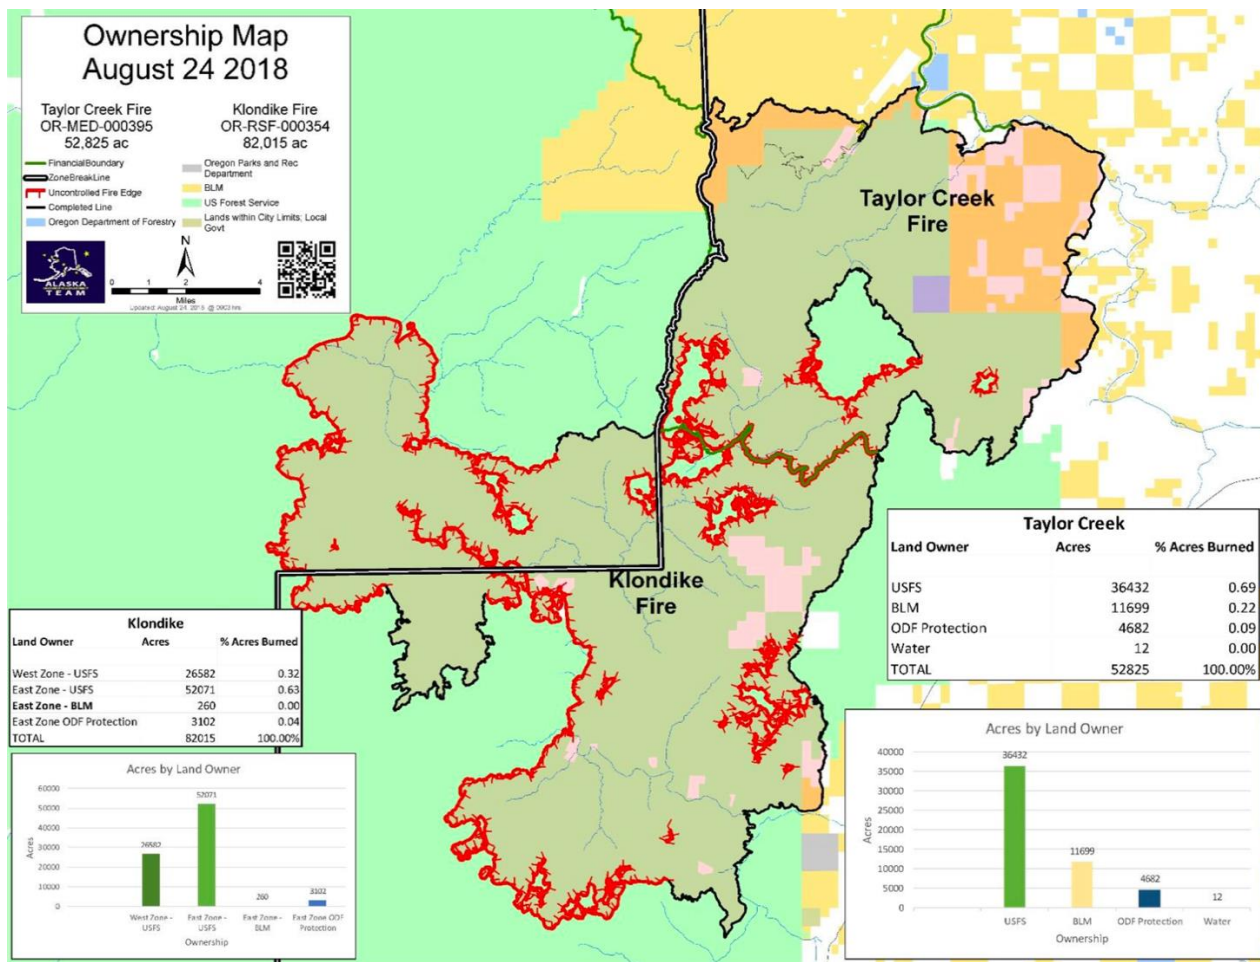 Ownership Map
August 24 2018
Taylor Creek Fire
OR-MED-000395
52,825 ac
Klondike Fire
OR-RSF-000354
82,015 ac
FinancialBoundary
ZoneBreakLine
Uncontrolled Fire Edge
Completed Line
Oregon Department of Forestry
Oregon Parks and Rec
Department
BLM
US Forest Service
Lands within City Limits; Local
Govt
ALASKA
TEAM
N
0 1 2 4
Miles
Updated: August 24, 2018 @ 0903 hrs
Taylor Creek
Fire
Klondike
Fire
Klondike
Land Owner Acres % Acres Burned
West Zone - USFS 26582 0.32
East Zone - USFS 52071 0.63
East Zone - BLM 260 0.00
East Zone ODF Protection 3102 0.04
TOTAL 82015 100.00%
Taylor Creek
Land Owner Acres % Acres Burned
USFS 36432 0.69
BLM 11699 0.22
ODF Protection 4682 0.09
Water 12 0.00
TOTAL 52825 100.00%
Acres by Land Owner
Acres
60000
50000
40000
30000
20000
10000
0
26582
52071
260
3102
West Zone -
USFS
East Zone -
USFS
East Zone -
BLM
East Zone ODF
Protection
Ownership
Acres by Land Owner
Acres
40000
35000
30000
25000
20000
15000
10000
5000
0
36432
11699
4682
12
USFS BLM ODF Protection Water
Ownership